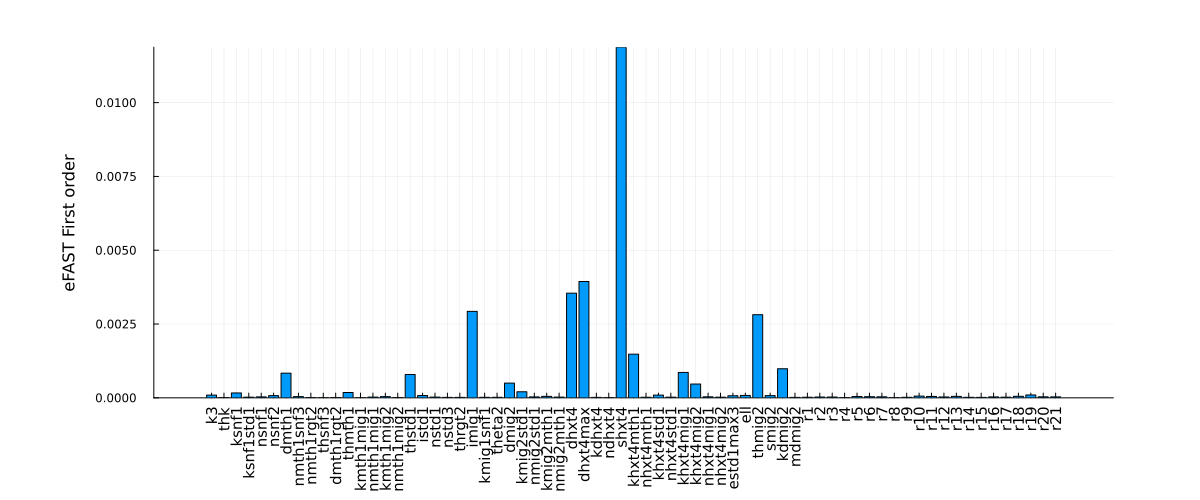 0.0100
0.0075
0.0050
0.0025
0.0000
eFAST First order
k3
thk
ksnf1
ksnf1std1
nsnf1
nsnf2
dmth1
nmth1snf3
nmth1rgt2
thsnf3
dmth1rgt2
thmth1
kmth1mig1
nmth1mig1
kmth1mig2
nmth1mig2
thstd1
istd1
nstd1
nstd3
thrgt2
imig1
kmig1snf1
theta2
dmig2
kmig2std1
nmig2std1
kmig2mth1
nmig2mth1
dhxt4
dhxt4max
kdhxt4
ndhxt4
shxt4
khxt4mth1
nhxt4mth1
khxt4std1
nhxt4std1
khxt4mig1
khxt4mig2
nhxt4mig1
nhxt4mig2
estd1max3
ell
thmig2
smig2
kdmig2
mdmig2
r1
r2
r3
r4
r5
r6
r7
r8
r9
r10
r11
r12
r13
r14
r15
r16
r17
r18
r19
r20
r21